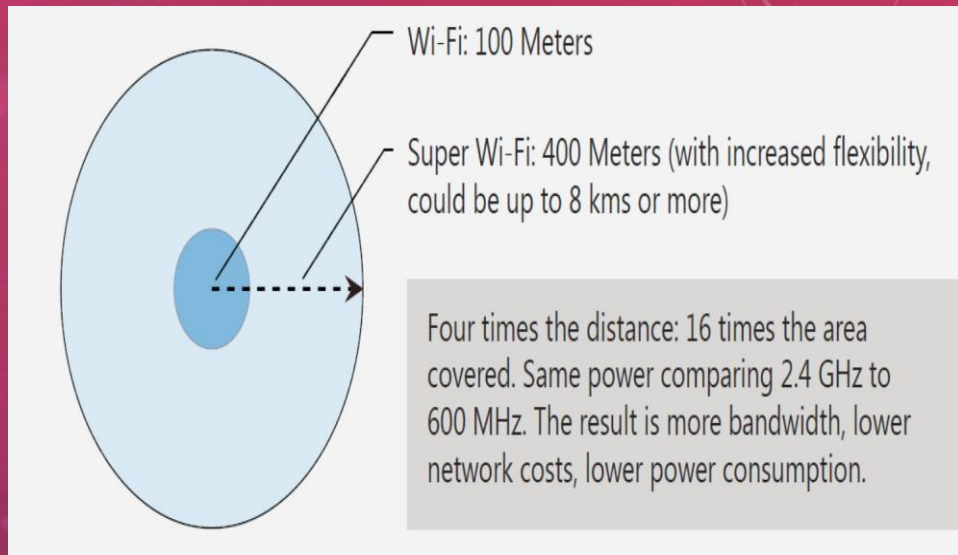 Wi-Fi: 100 Meters
Super Wi-Fi: 400 Meters (with increased flexibility,
could be up to 8 kms or more)
Four times the distance: 16 times the area
covered. Same power comparing 2.4 GHz to
600 MHz. The result is more bandwidth, lower
network costs, lower power consumption.